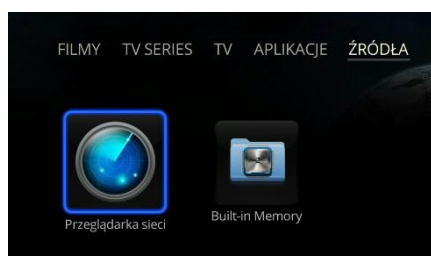 FILMY TV SERIES TV APLIKACJE ŹRÓDŁA
Przeglądarka sieci
Built-in Memory